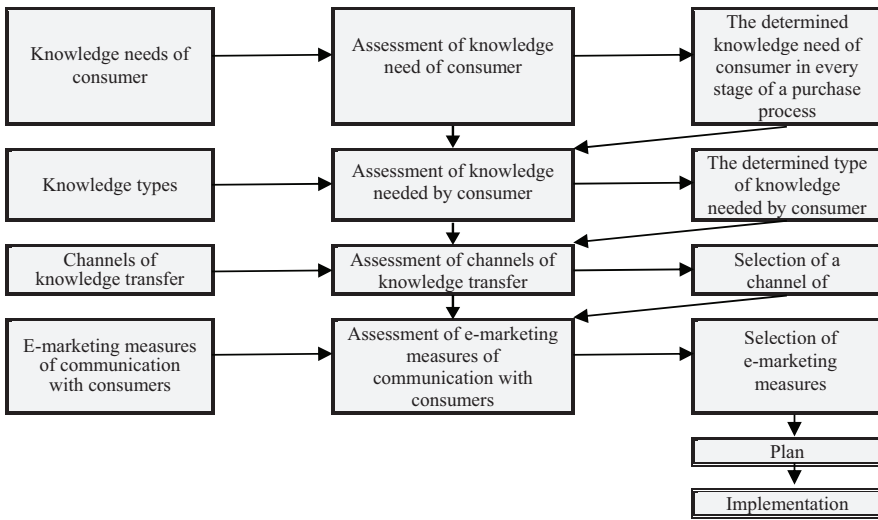 Knowledge needs of
consumer
Assessment of knowledge
need of consumer
The determined
knowledge need of
consumer in every
stage of a purchase
process
Knowledge types
Assessment of knowledge
needed by consumer
The determined type
of knowledge
needed by consumer
Channels of
knowledge transfer
Assessment of channels of
knowledge transfer
Selection of a
channel of
E-marketing measures
of communication
with consumers
Assessment of e-marketing
measures of
communication with
consumers
Selection of
e-marketing
measures
Plan
Implementation